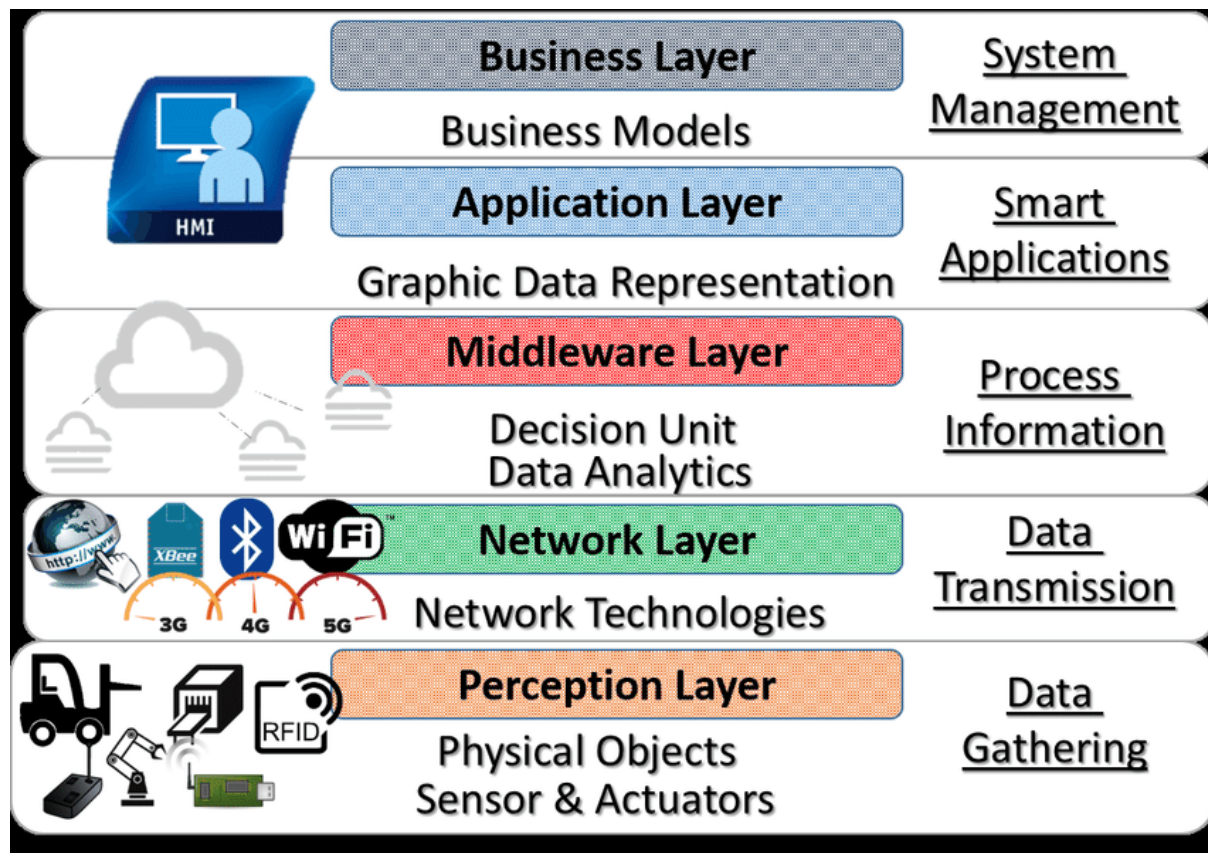 Business Layer
Business Models
System
Management
HMI
Application Layer
Graphic Data Representation
Smart
Applications
Middleware Layer
Decision Unit
Data Analytics
Process
Information
http://www.
XBee
Wi Fi™
Network Layer
3G
4G
5G
Network Technologies
Data
Transmission
RFID
Perception Layer
Physical Objects
Sensor & Actuators
Data
Gathering